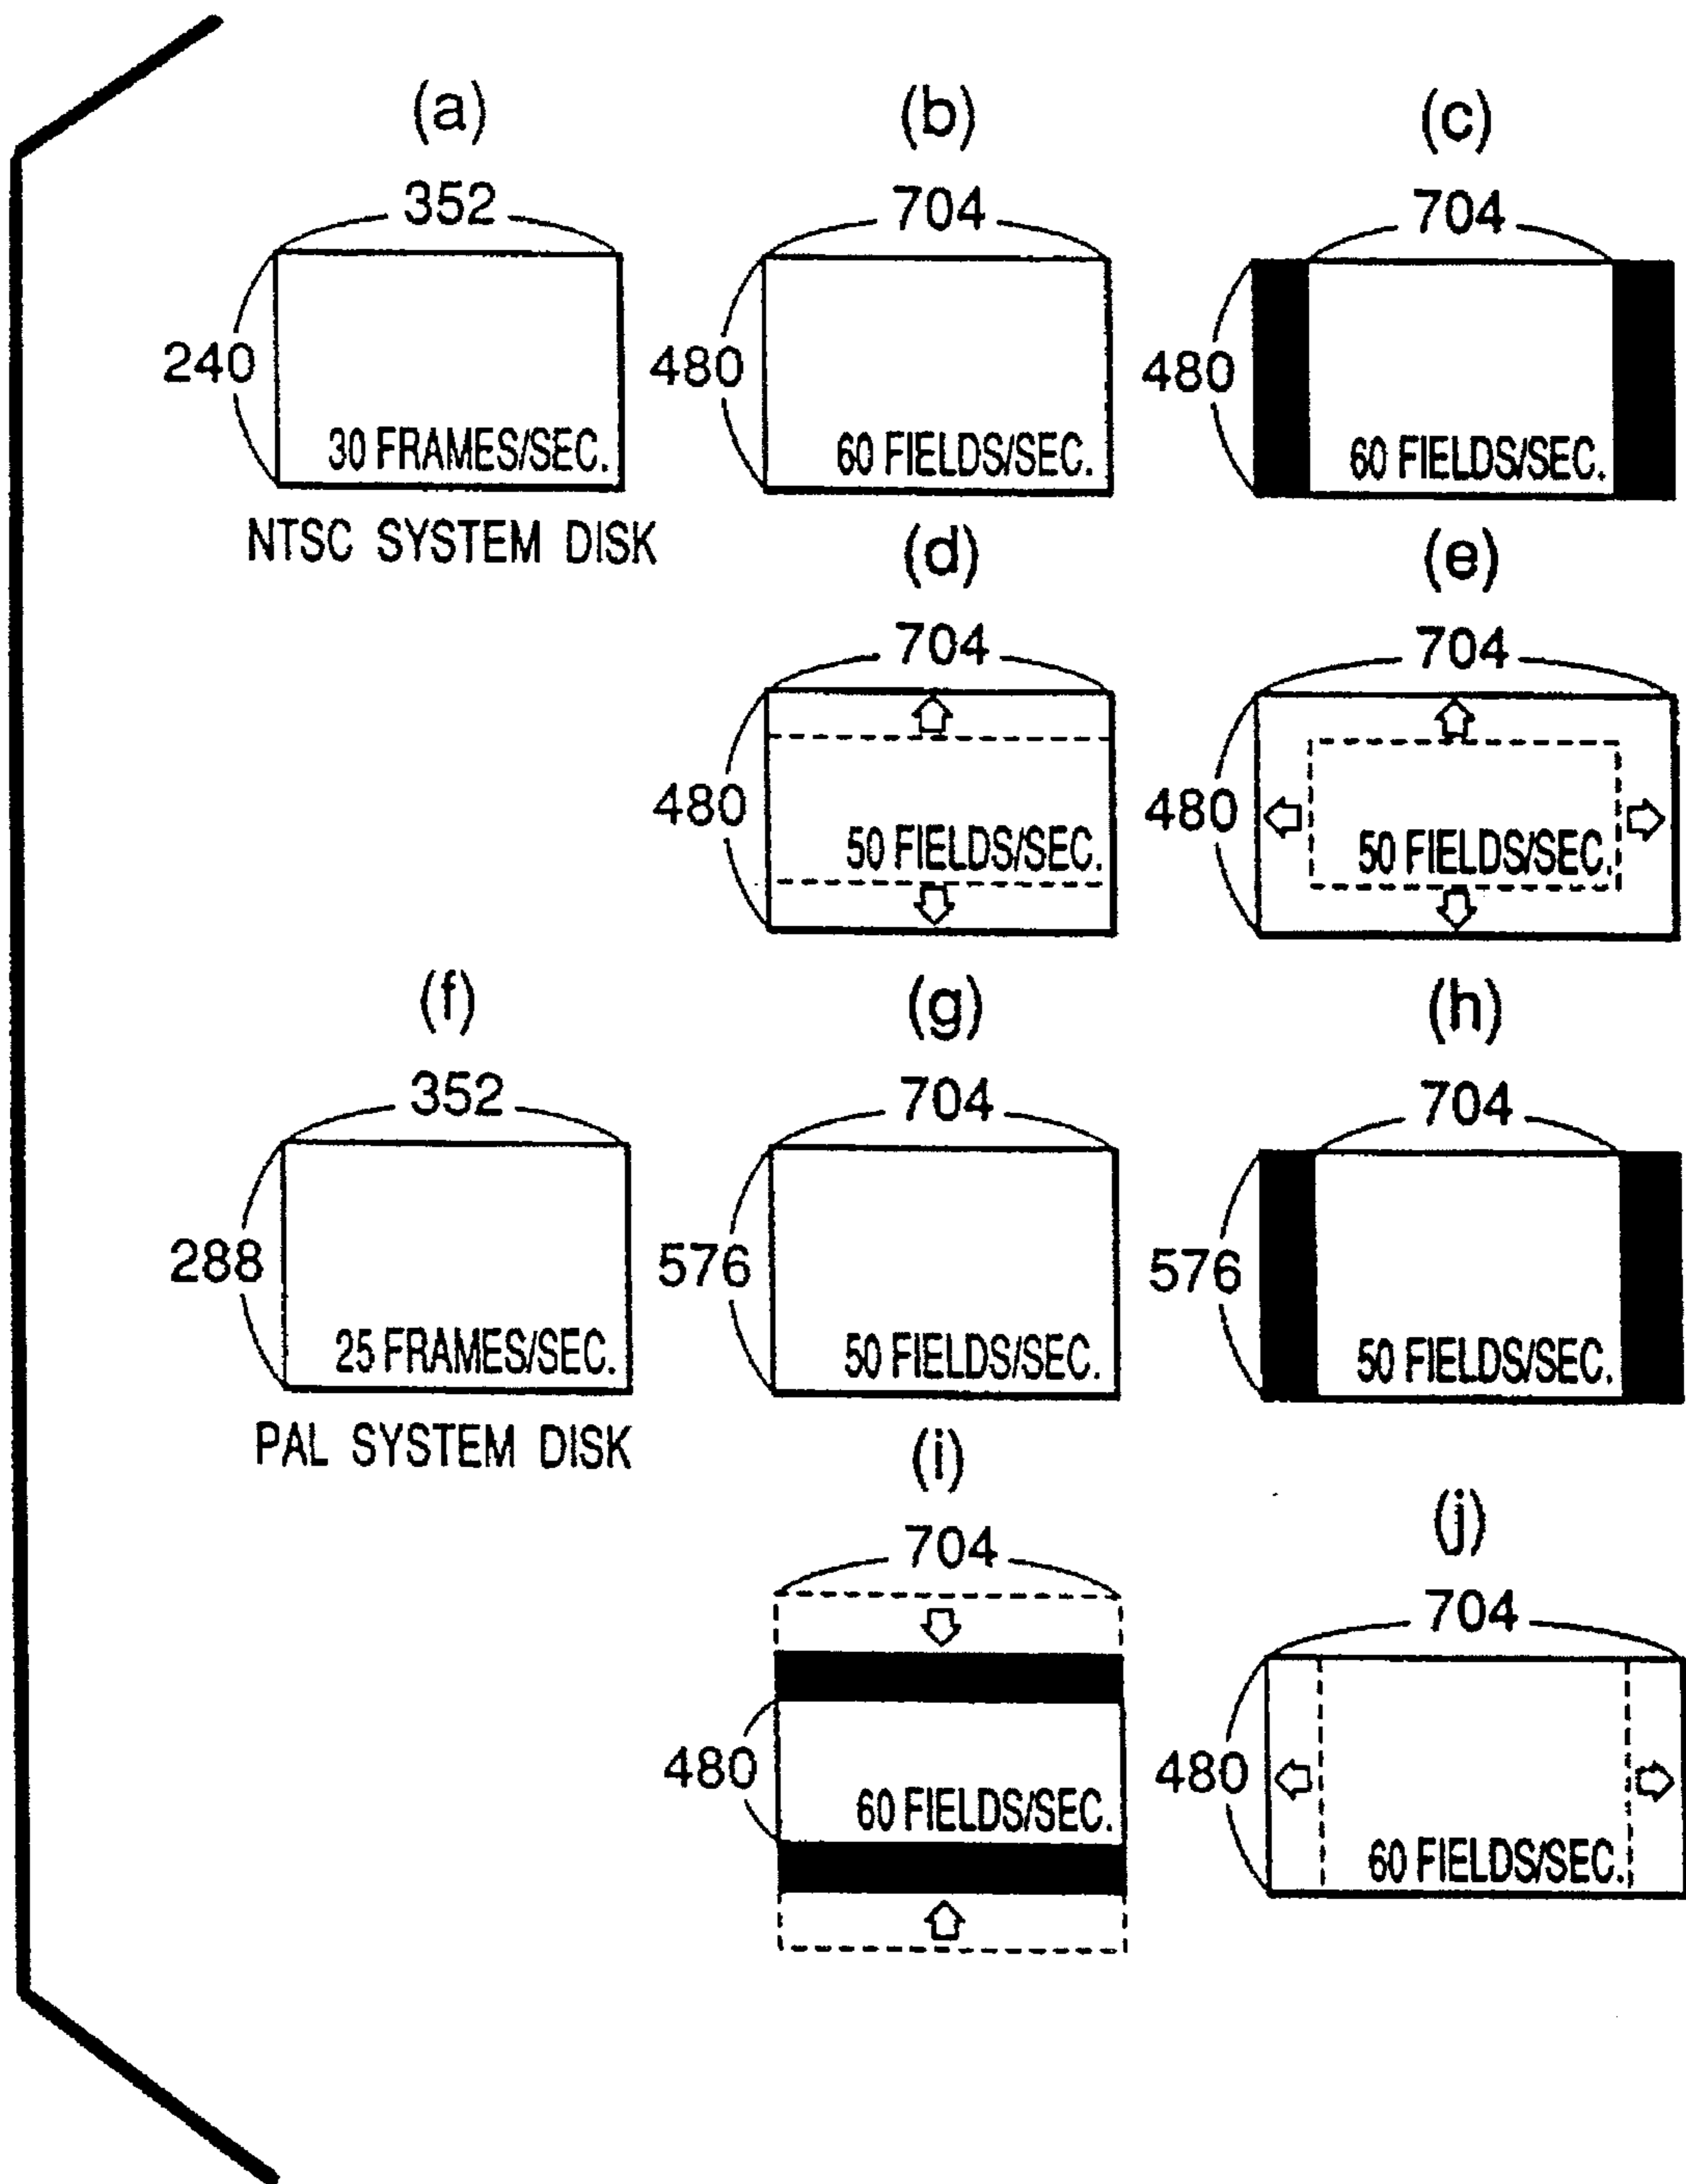 (a)
352
240
30 FRAMES/SEC.
NTSC SYSTEM DISK
(b)
704
480
60 FIELDS/SEC.
(c)
704
480
60 FIELDS/SEC.
(d)
704
480
50 FIELDS/SEC.
(e)
704
480
50 FIELDS/SEC.
(f)
352
288
25 FRAMES/SEC.
PAL SYSTEM DISK
(g)
704
576
50 FIELDS/SEC.
(h)
704
576
50 FIELDS/SEC.
(i)
704
480
60 FIELDS/SEC.
(j)
704
480
60 FIELDS/SEC.